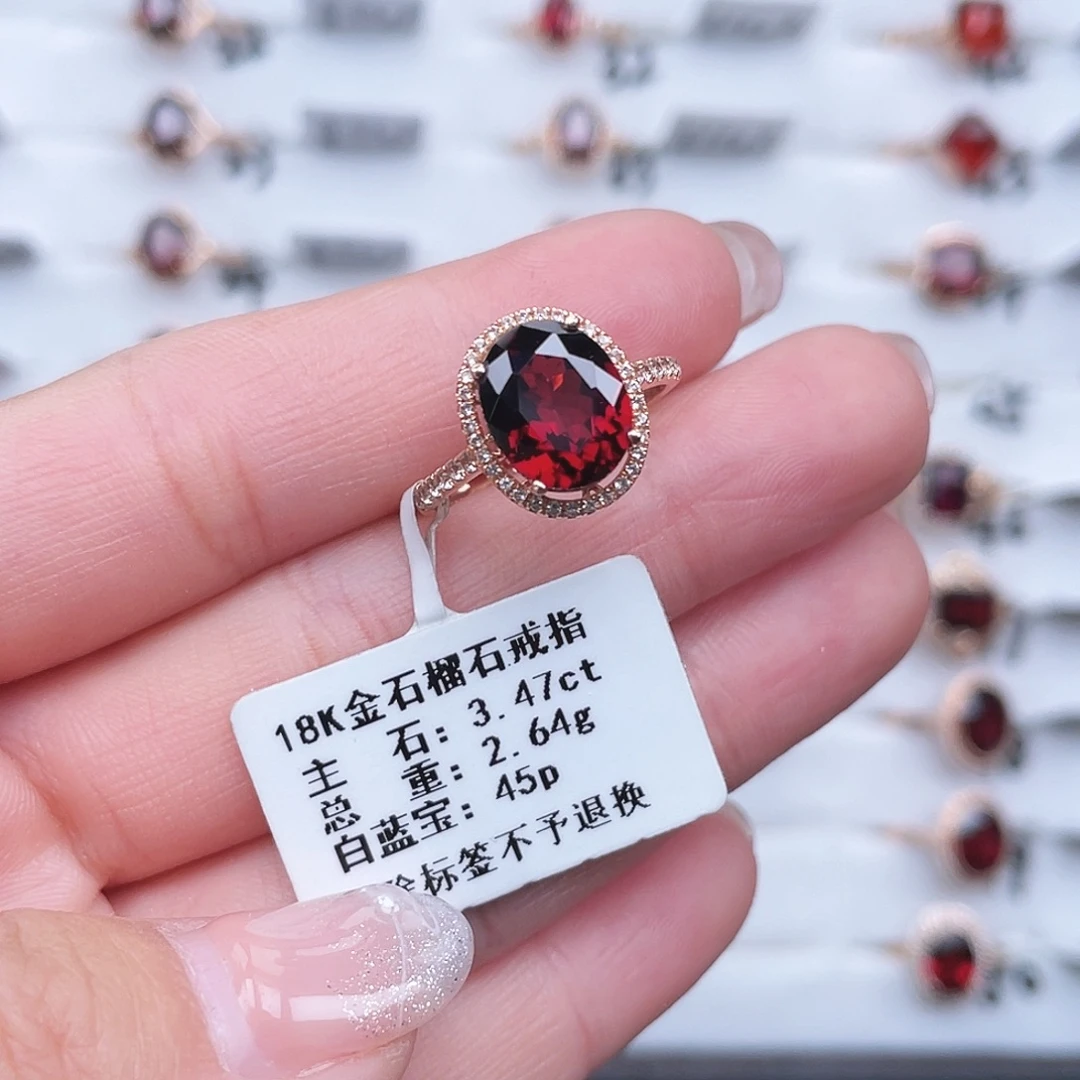 18K金石榴石戒指
主 石: 3.47ct
总 重: 2.64g
白蓝宝: 45p
标签不予退换